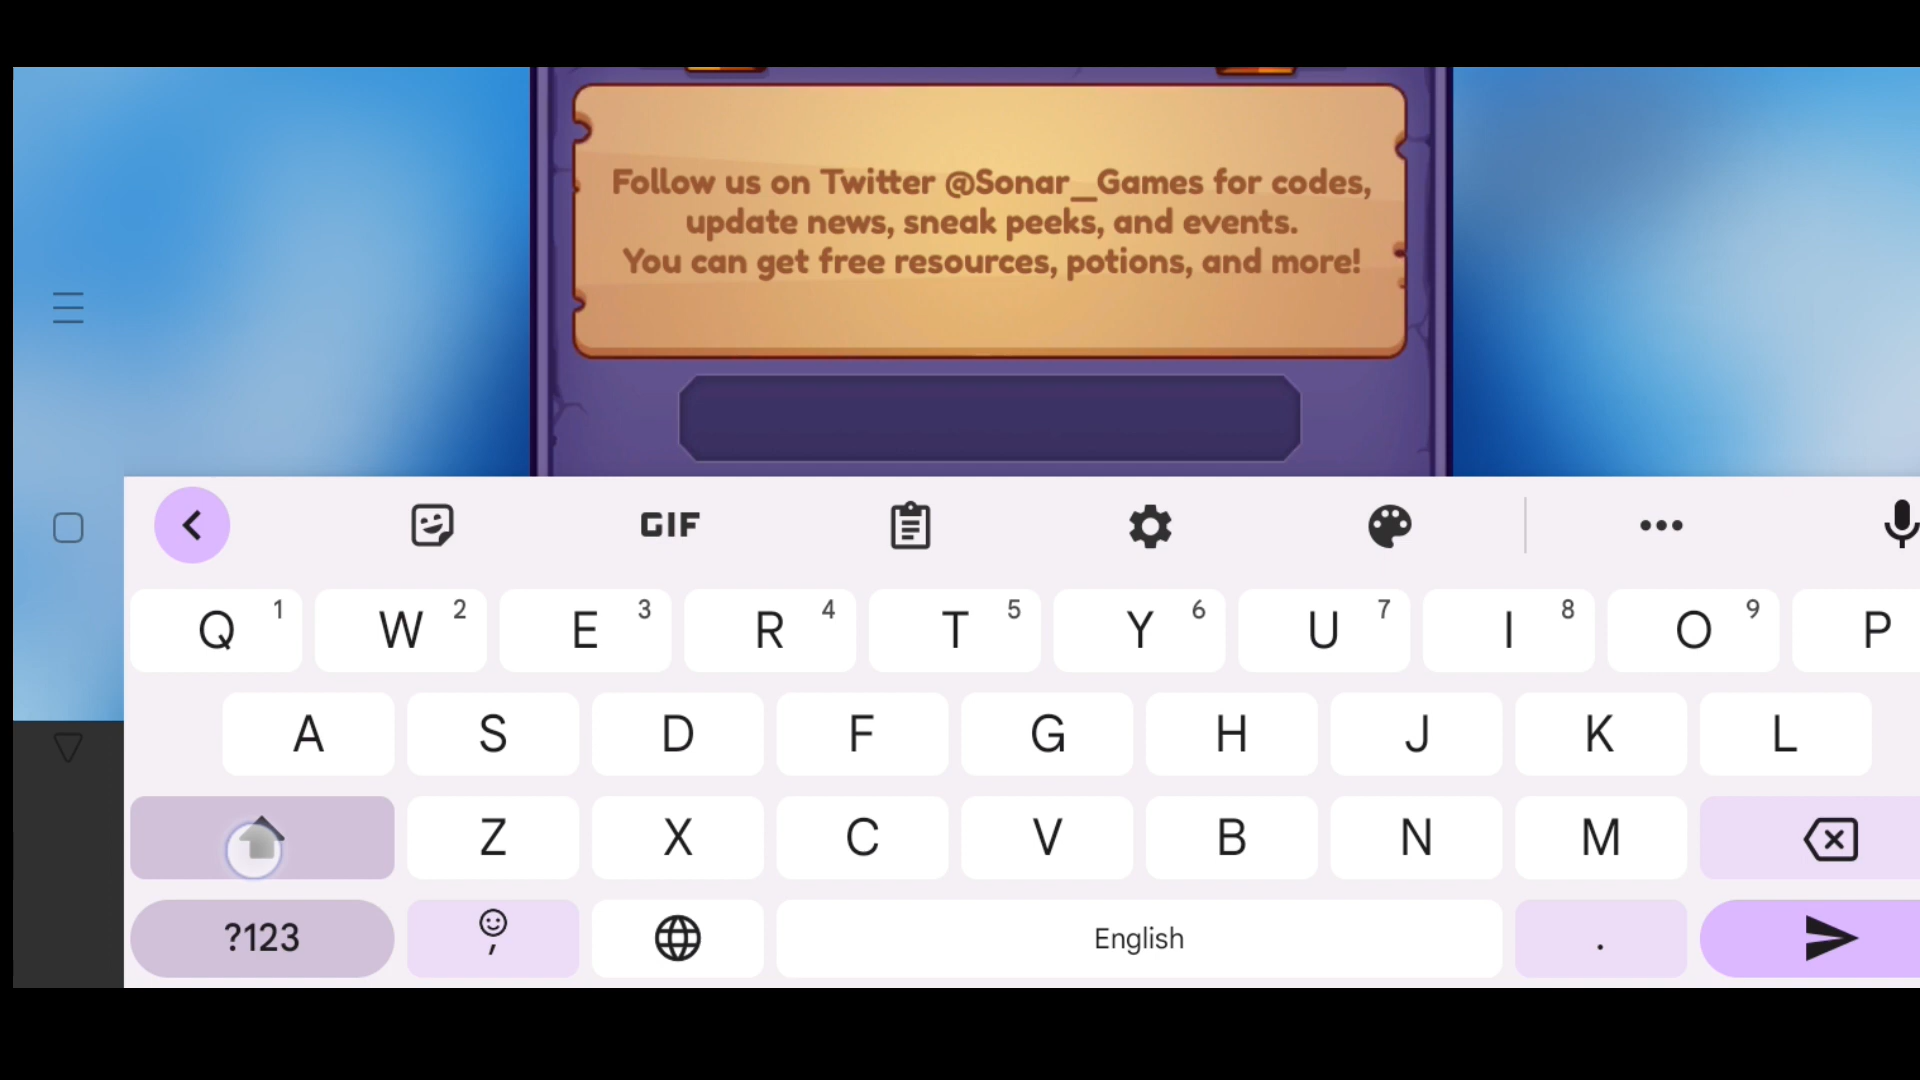 Follow us on Twitter @Sonar_Games for codes,
update news, sneak peeks, and events.
You can get free resources, potions, and more!
GIF
Q 1 W 2 E 3 R 4 T 5 Y 6 U 7 I 8 O 9 P
A S D F G H J K L
Z X C V B N M
?123 , English .